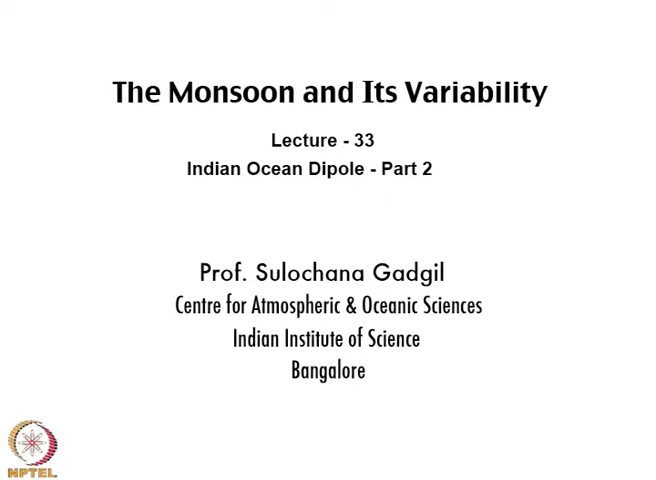 The Monsoon and Its Variability
Lecture - 33
Indian Ocean Dipole - Part 2
Prof. Sulochana Gadgil
Centre for Atmospheric & Oceanic Sciences
Indian Institute of Science
Bangalore
NPTEL